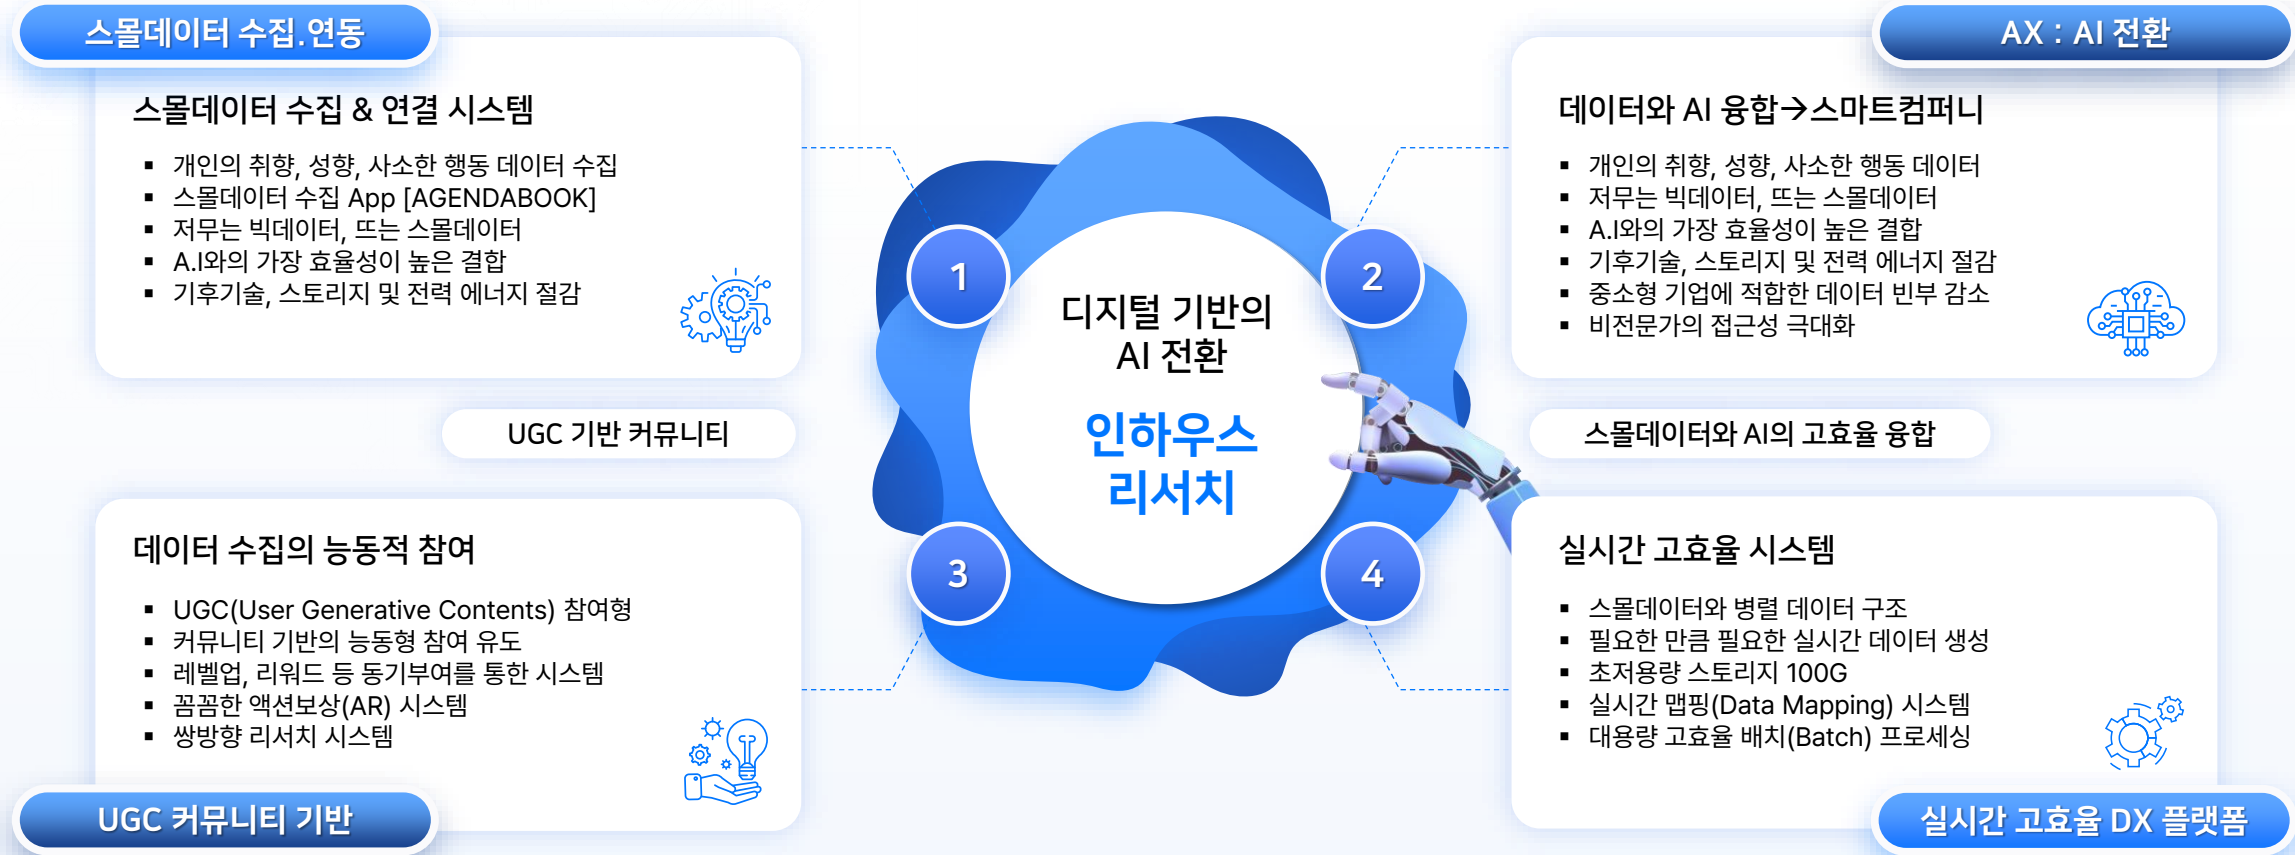 스몰데이터 수집.연동
스몰데이터 수집 & 연결 시스템
▪ 개인의 취향, 성향, 사소한 행동 데이터 수집
▪ 스몰데이터 수집 App [AGENDABOOK]
▪ 저무는 빅데이터, 뜨는 스몰데이터
▪ A.I와의 가장 효율성이 높은 결합
▪ 기후기술, 스토리지 및 전력 에너지 절감
AX : AI 전환
데이터와 AI 융합→스마트컴퍼니
▪ 개인의 취향, 성향, 사소한 행동 데이터
▪ 저무는 빅데이터, 뜨는 스몰데이터
▪ A.I와의 가장 효율성이 높은 결합
▪ 기후기술, 스토리지 및 전력 에너지 절감
▪ 중소형 기업에 적합한 데이터 빈부 감소
▪ 비전문가의 접근성 극대화
1
2
디지털 기반의
AI 전환
인하우스
리서치
3
4
UGC 기반 커뮤니티
스몰데이터와 AI의 고효율 융합
데이터 수집의 능동적 참여
▪ UGC(User Generative Contents) 참여형
▪ 커뮤니티 기반의 능동형 참여 유도
▪ 레벨업, 리워드 등 동기부여를 통한 시스템
▪ 꼼꼼한 액션보상(AR) 시스템
▪ 쌍방향 리서치 시스템
UGC 커뮤니티 기반
실시간 고효율 시스템
▪ 스몰데이터와 병렬 데이터 구조
▪ 필요한 만큼 필요한 실시간 데이터 생성
▪ 초저용량 스토리지 100G
▪ 실시간 맵핑(Data Mapping) 시스템
▪ 대용량 고효율 배치(Batch) 프로세싱
실시간 고효율 DX 플랫폼